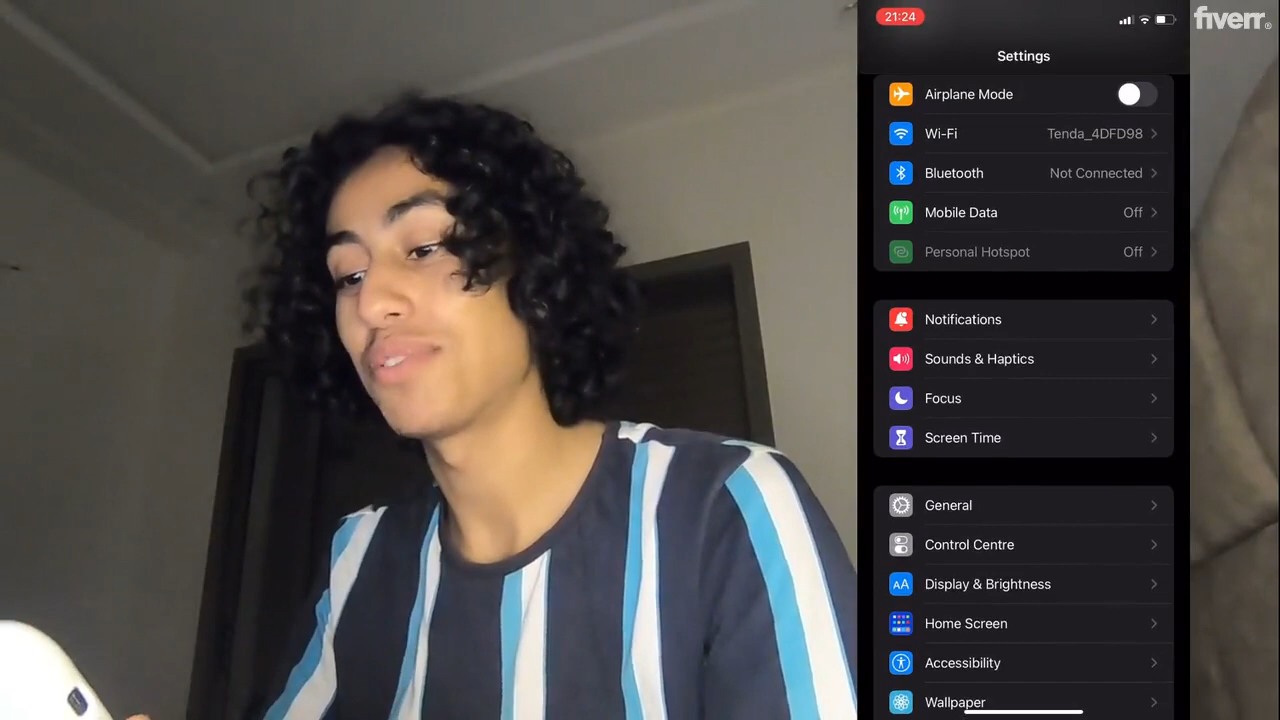 21:24
fiverr®
Settings
Airplane Mode
Wi-Fi Tenda_4DFD98
Bluetooth Not Connected
Mobile Data Off
Personal Hotspot Off
Notifications
Sounds & Haptics
Focus
Screen Time
General
Control Centre
AA Display & Brightness
Home Screen
Accessibility
Wallpaper